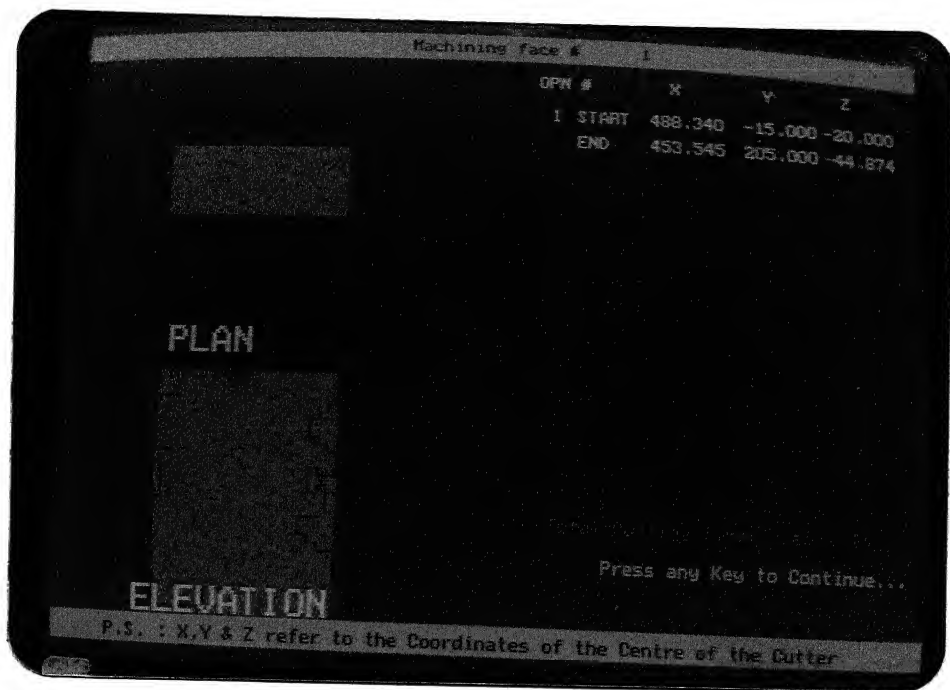 Machining face # 1
OPN # X Y Z
1 START 488.340 -15.000 -20.000
END 453.545 205.000 -44.874
PLAN
Press any Key to Continue...
ELEVATION
P.S. : X,Y & Z refer to the Coordinates of the Centre of the Cutter